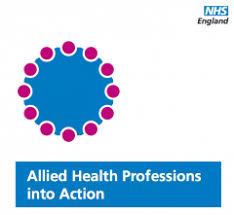 NHS
England
Allied Health Professions
into Action